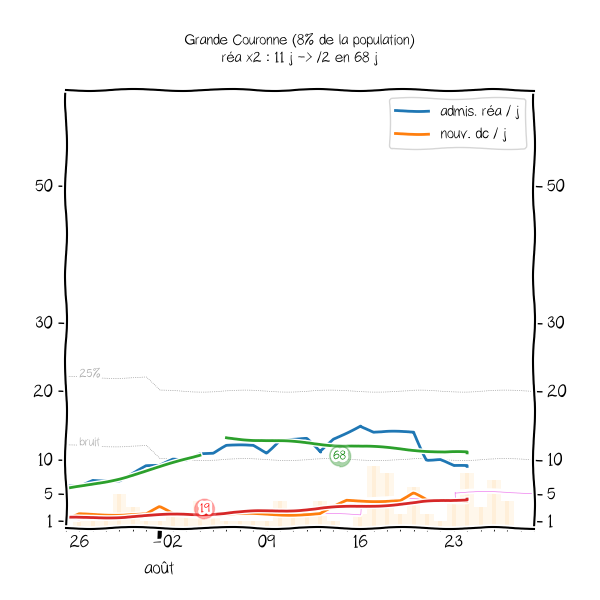 Grande Couronne (8% de la population)
réa x2 : 11 j -> /2 en 68 j
admis. réa / j
nouv. dc / j
50 50
30 30
25%
20 20
bruit
68
10 10
5 5
19
1 1
26 02 09 16 23
août